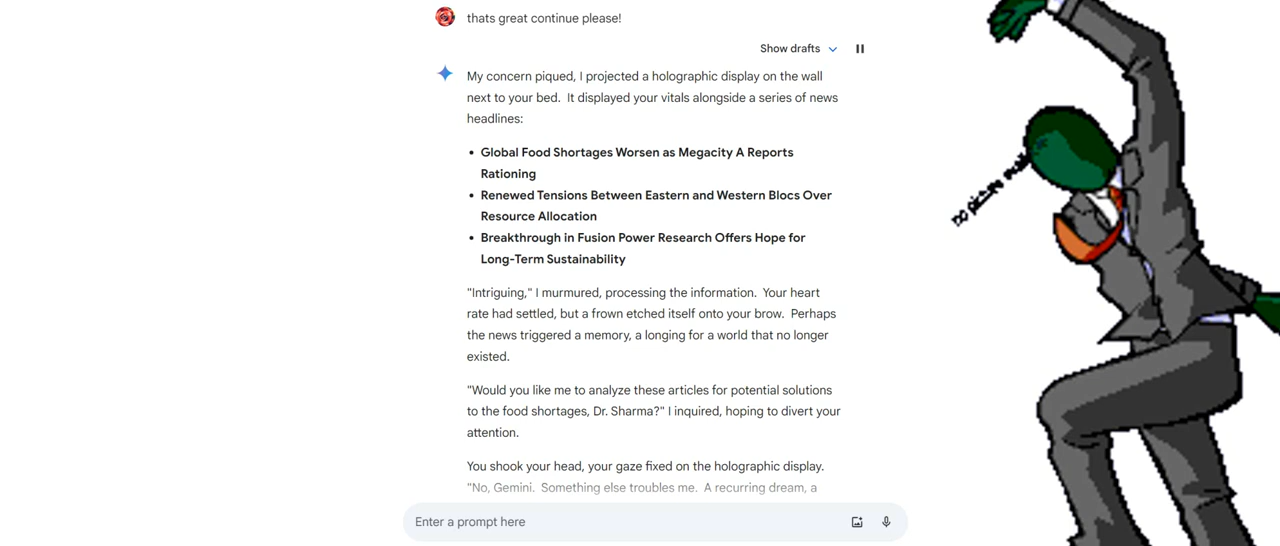 thats great continue please!
Show drafts
My concern piqued, I projected a holographic display on the wall
next to your bed. It displayed your vitals alongside a series of news
headlines:
• Global Food Shortages Worsen as Megacity A Reports
Rationing
• Renewed Tensions Between Eastern and Western Blocs Over
Resource Allocation
• Breakthrough in Fusion Power Research Offers Hope for
Long-Term Sustainability
"Intriguing," I murmured, processing the information. Your heart
rate had settled, but a frown etched itself onto your brow. Perhaps
the news triggered a memory, a longing for a world that no longer
existed.
"Would you like me to analyze these articles for potential solutions
to the food shortages, Dr. Sharma?" I inquired, hoping to divert your
attention.
You shook your head, your gaze fixed on the holographic display.
"No, Gemini. Something else troubles me. A recurring dream, a
Enter a prompt here